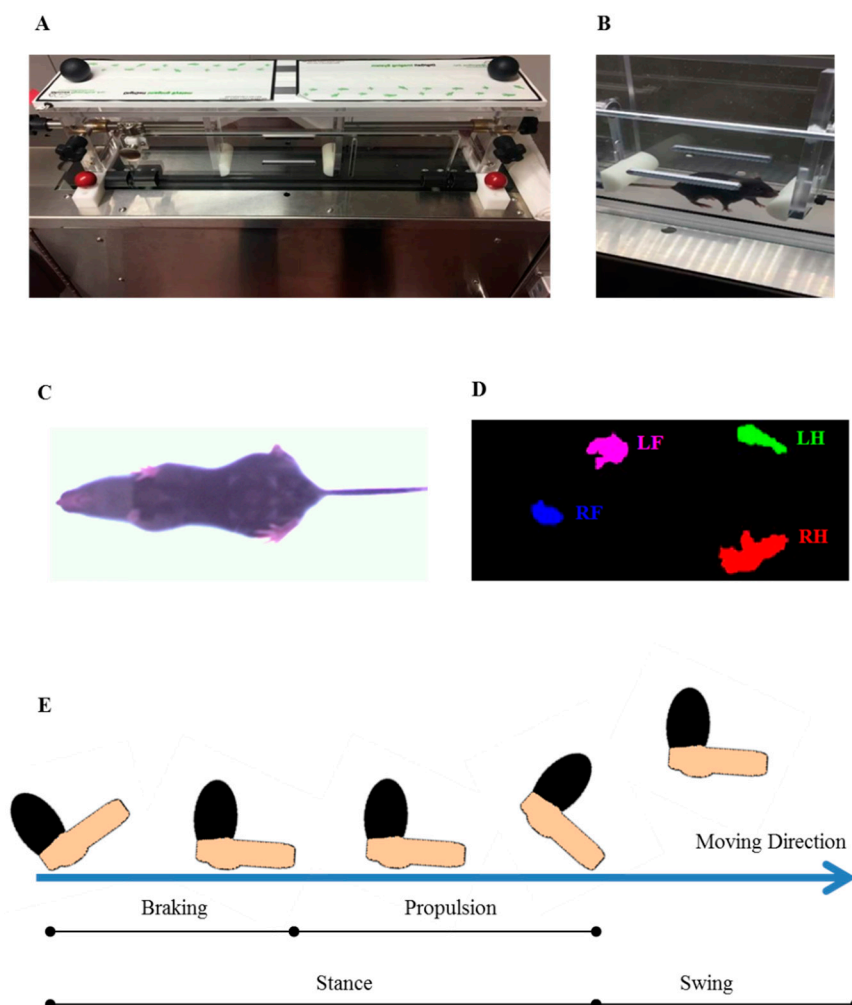 A
B
C
D
LF
LH
RF
RH
E
Moving Direction
Braking
Propulsion
Stance
Swing